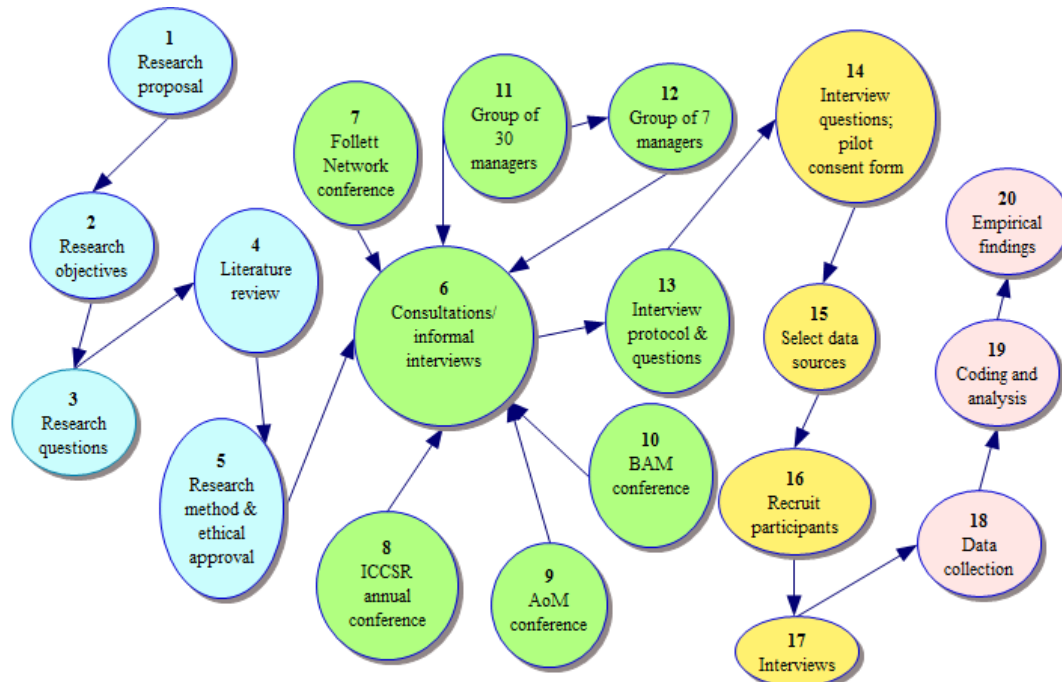 1
Research
proposal
2
Research
objectives
3
Research
questions
4
Literature
review
5
Research
method &
ethical
approval
6
Consultations/
informal
interviews
7
Follett
Network
conference
8
ICCSR
annual
conference
9
AoM
conference
10
BAM
conference
11
Group of
30
managers
12
Group of 7
managers
13
Interview
protocol &
questions
14
Interview
questions;
pilot
consent form
15
Select data
sources
16
Recruit
participants
17
Interviews
18
Data
collection
19
Coding and
analysis
20
Empirical
findings